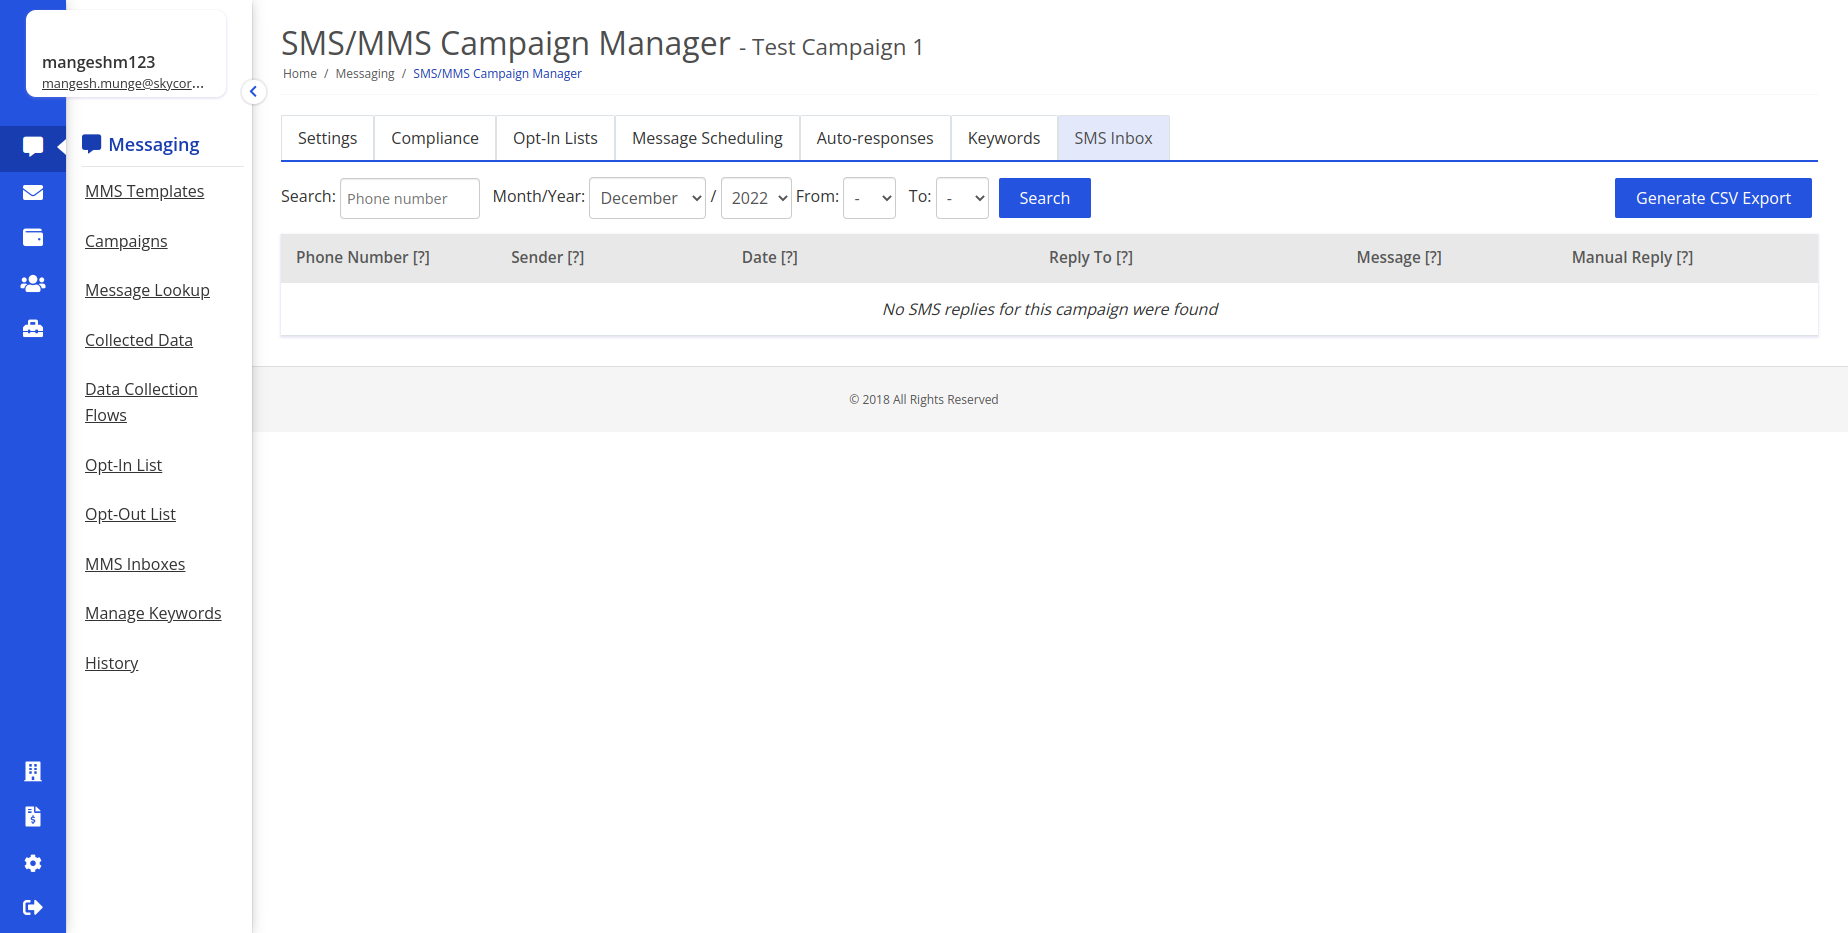 mangeshm123
mangesh.munge@skycor...
Messaging
MMS Templates
Campaigns
Message Lookup
Collected Data
Data Collection
Flows
Opt-In List
Opt-Out List
MMS Inboxes
Manage Keywords
History
SMS/MMS Campaign Manager - Test Campaign 1
Home / Messaging / SMS/MMS Campaign Manager
Settings Compliance Opt-In Lists Message Scheduling Auto-responses Keywords SMS Inbox
Search: Phone number Month/Year: December / 2022 From: - To: - Search Generate CSV Export
Phone Number [?] Sender [?] Date [?] Reply To [?] Message [?] Manual Reply [?]
No SMS replies for this campaign were found
© 2018 All Rights Reserved